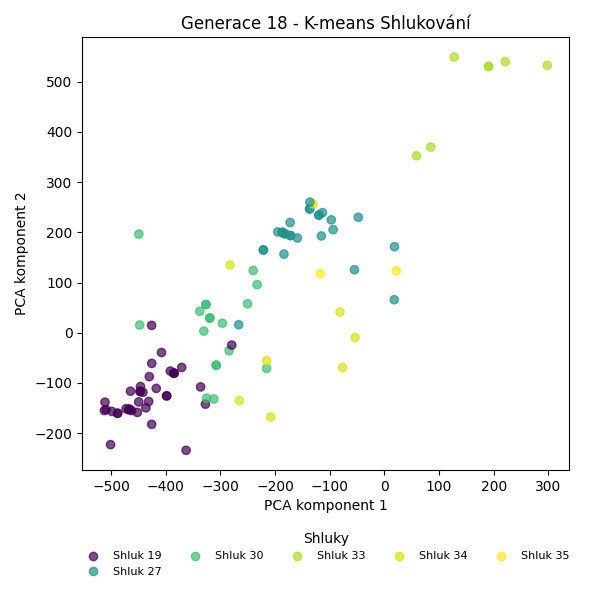 Generace 18 - K-means Shlukování
PCA komponent 2
500
400
300
200
100
0
−100
−200
−500 −400 −300 −200 −100 0 100 200 300
PCA komponent 1
Shluky
Shluk 19 Shluk 30 Shluk 33 Shluk 34 Shluk 35
Shluk 27